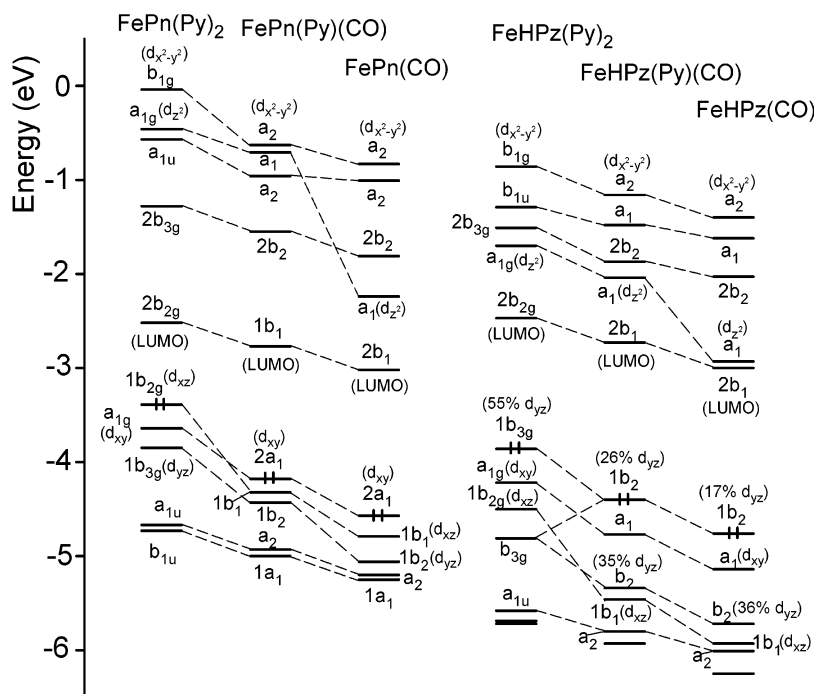 FePn(Py)2
FePn(Py)(CO)
FePn(CO)
FeHPz(Py)2
FeHPz(Py)(CO)
FeHPz(CO)
Energy (eV)
0
-1
-2
-3
-4
-5
-6
(dx²-y²)
b1g
a1g(dz²)
a1u
2b3g
2b2g
(LUMO)
1b2g(dxz)
a1g
(dxy)
1b3g(dyz)
a1u
b1u
(dx²-y²)
a2
a1
a2
2b2
1b1
(LUMO)
(dxy)
2a1
1b1
1b2
a2
1a1
(dx²-y²)
a2
a2
2b2
a1(dz²)
2b1
(LUMO)
(dxy)
2a1
1b1(dxz)
1b2(dyz)
a2
1a1
(dx²-y²)
b1g
b1u
2b3g
a1g(dz²)
2b2g
(LUMO)
(55% dyz)
1b3g
a1g(dxy)
1b2g(dxz)
b3g
a1u
(dx²-y²)
a2
a1
2b2
a1(dz²)
2b1
(LUMO)
(26% dyz)
1b2
a1
(35% dyz)
b2
1b1(dxz)
a2
(dx²-y²)
a2
a1
2b2
(dz²)
a1
2b1
(LUMO)
(17% dyz)
1b2
a1(dxy)
b2(36% dyz)
1b1(dxz)
a2